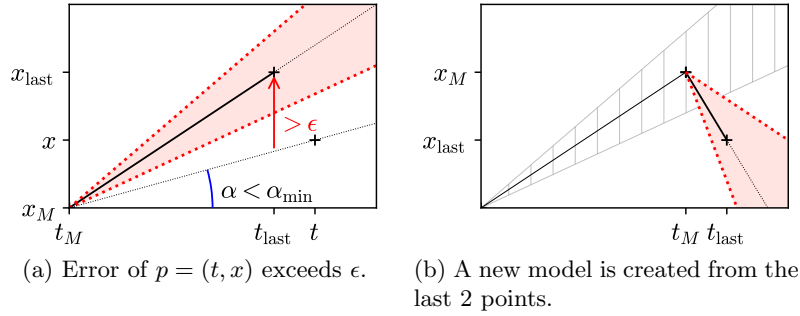 x_last
x
x_M
> ϵ
α < α_min
t_M
t_last
t
(a) Error of p = (t, x) exceeds ϵ.
x_M
x_last
t_M
t_last
(b) A new model is created from the
last 2 points.